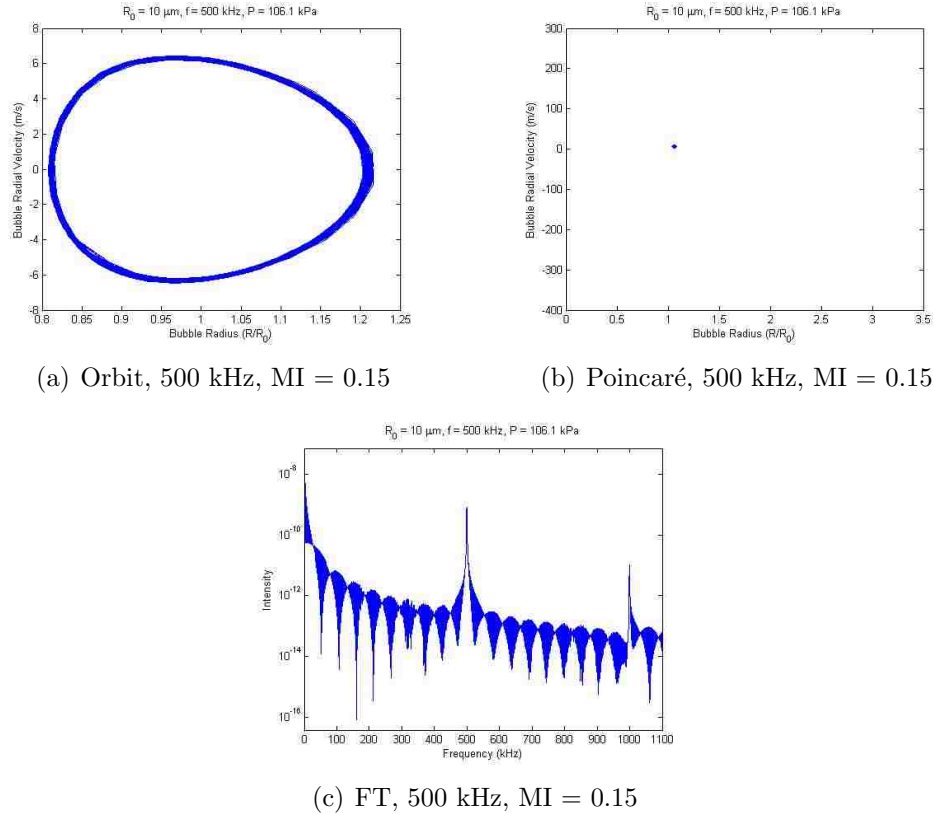 R₀ = 10 μm, f = 500 kHz, P = 106.1 kPa
8
6
4
2
0
-2
-4
-6
-8
Bubble Radial Velocity (m/s)
0.8 0.85 0.9 0.95 1 1.05 1.1 1.15 1.2 1.25
Bubble Radius (R/R₀)
(a) Orbit, 500 kHz, MI = 0.15
R₀ = 10 μm, f = 500 kHz, P = 106.1 kPa
300
200
100
0
-100
-200
-300
-400
Bubble Radial Velocity (m/s)
0 0.5 1 1.5 2 2.5 3 3.5
Bubble Radius (R/R₀)
(b) Poincaré, 500 kHz, MI = 0.15
R₀ = 10 μm, f = 500 kHz, P = 106.1 kPa
10⁻⁸
10⁻¹⁰
10⁻¹²
10⁻¹⁴
10⁻¹⁶
Intensity
0 100 200 300 400 500 600 700 800 900 1000 1100
Frequency (kHz)
(c) FT, 500 kHz, MI = 0.15